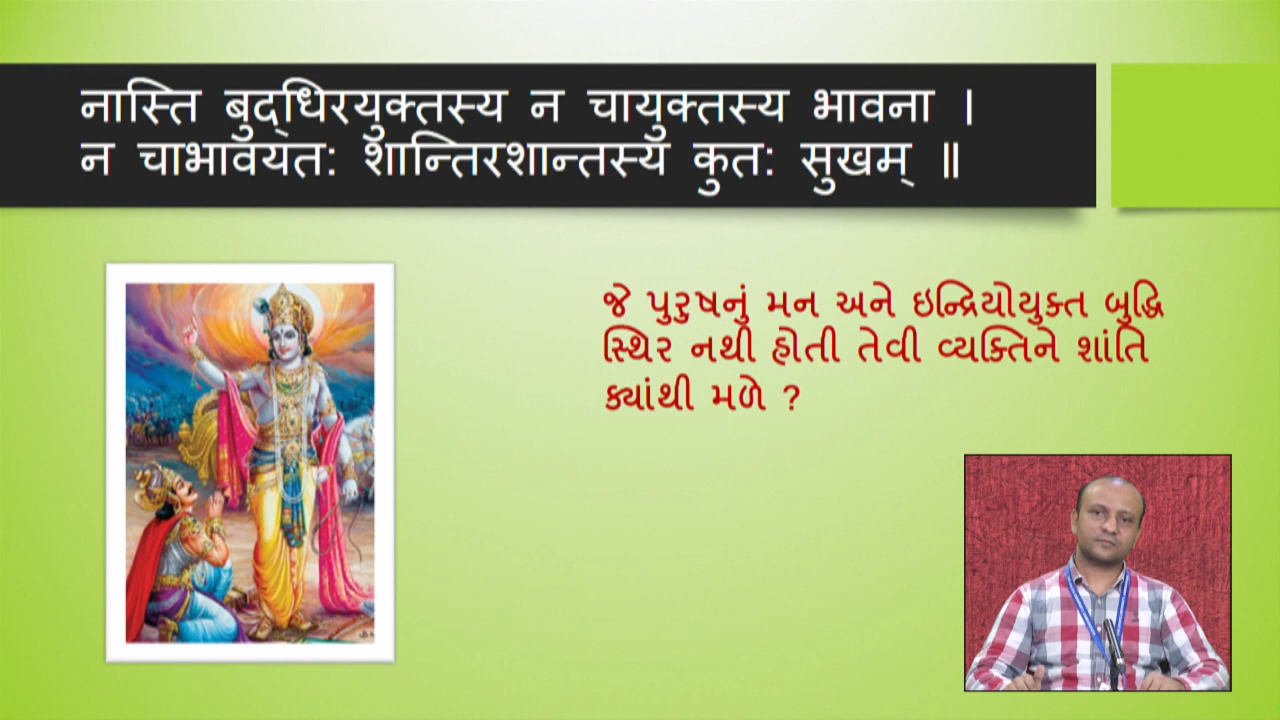 नास्ति बुद्‌धिरयुक्तस्य न चायुक्तस्य भावना ।
न चाभावयत: शान्तिरशान्तस्य कुत: सुखम् ॥
જે પુરુષનું મન અને ઇન્દ્રિયોયુક્ત બુદ્ધિ
સ્થિર નથી હોતી તેવી વ્યક્તિને શાંતિ
ક્યાંથી મળે ?